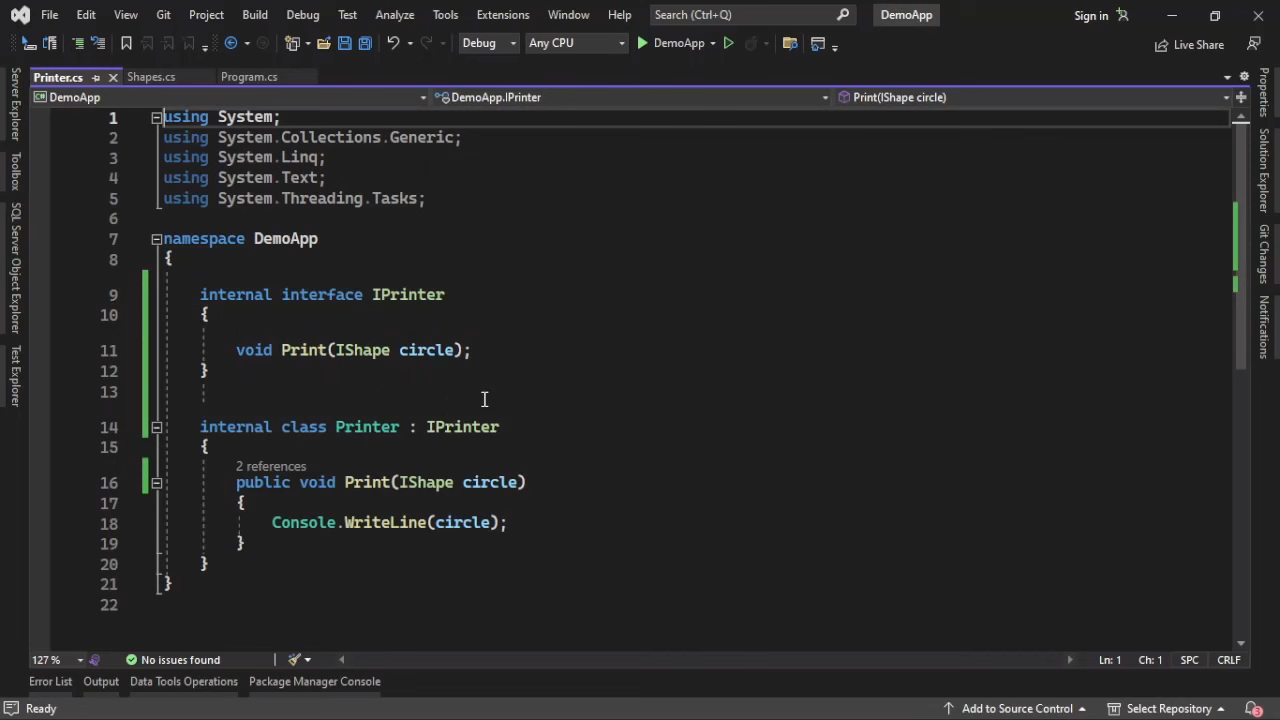 File Edit View Git Project Build Debug Test Analyze Tools Extensions Window Help Search (Ctrl+Q) DemoApp Sign in
Debug Any CPU DemoApp Live Share
Printer.cs Shapes.cs Program.cs
DemoApp DemoApp.IPrinter Print(IShape circle)
Server Explorer
Toolbox
SQL Server Object Explorer
Test Explorer
1 using System;
2 using System.Collections.Generic;
3 using System.Linq;
4 using System.Text;
5 using System.Threading.Tasks;
6
7 namespace DemoApp
8 {
9 internal interface IPrinter
10 {
11 void Print(IShape circle);
12 }
13
14 internal class Printer : IPrinter
15 {
2 references
16 public void Print(IShape circle)
17 {
18 Console.WriteLine(circle);
19 }
20 }
21 }
22
Properties
Solution Explorer
Git Changes
Notifications
127 % No issues found Ln: 1 Ch: 1 SPC CRLF
Error List Output Data Tools Operations Package Manager Console
Ready Add to Source Control Select Repository 3